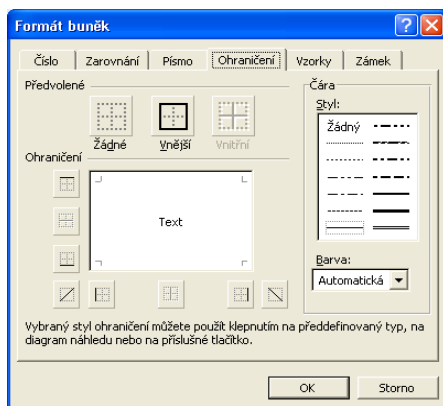 Formát buněk
Číslo Zarovnání Písmo Ohraničení Vzorky Zámek
Předvolené
Žádné Vnější Vnitřní
Ohraničení
Text
Čára
Styl:
Žádný
Barva:
Automatická
Vybraný styl ohraničení můžete použít klepnutím na předdefinovaný typ, na
diagram náhledu nebo na příslušné tlačítko.
OK Storno